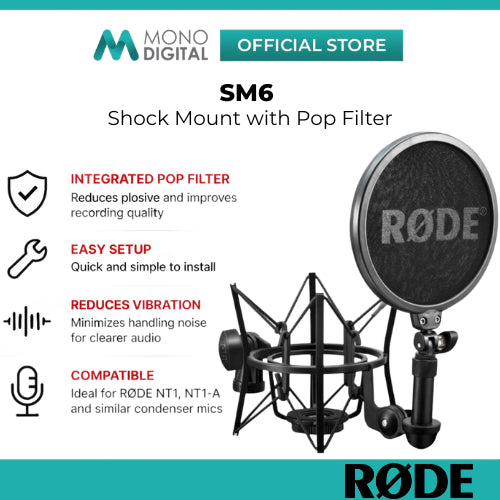 MONO
DIGITAL
OFFICIAL STORE
SM6
Shock Mount with Pop Filter
INTEGRATED POP FILTER
Reduces plosive and improves
recording quality
EASY SETUP
Quick and simple to install
REDUCES VIBRATION
Minimizes handling noise
for clearer audio
COMPATIBLE
Ideal for RØDE NT1, NT1-A
and similar condenser mics
RØDE®
RØDE